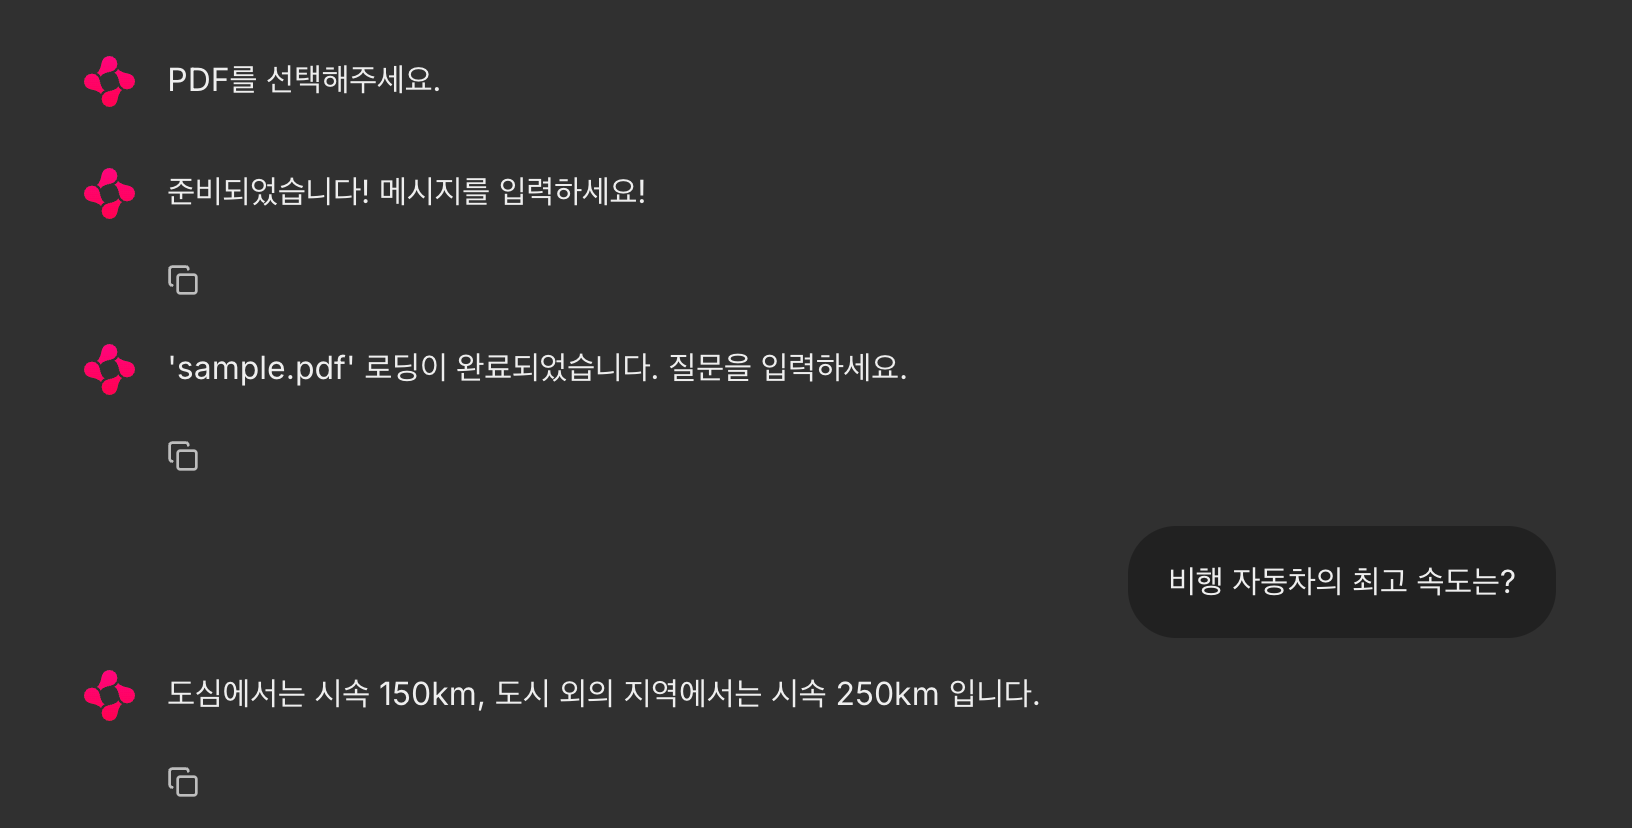 PDF를 선택해주세요.
준비되었습니다! 메시지를 입력하세요!
'sample.pdf' 로딩이 완료되었습니다. 질문을 입력하세요.
비행 자동차의 최고 속도는?
도심에서는 시속 150km, 도시 외의 지역에서는 시속 250km 입니다.